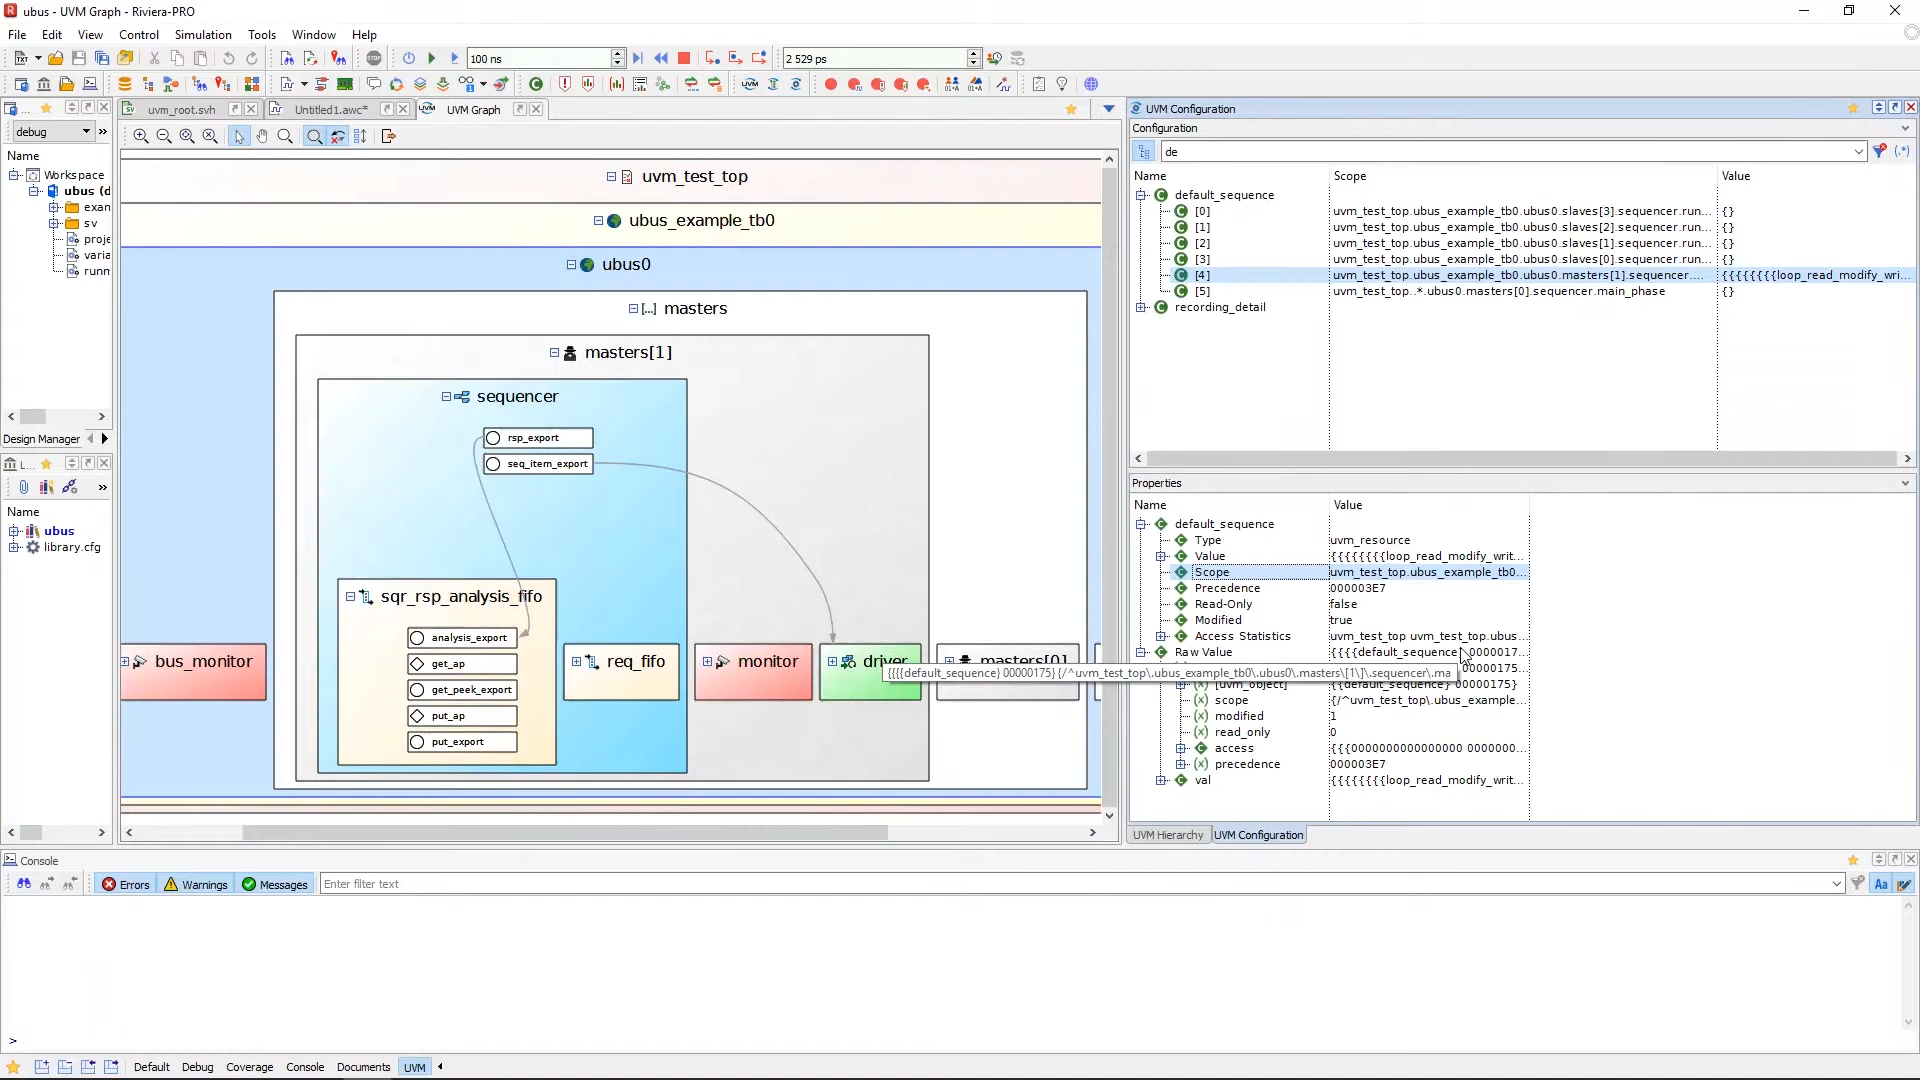 ubus - UVM Graph - Riviera-PRO
File Edit View Control Simulation Tools Window Help
100 ns
2 529 ps
...
uvm_root.svh
Untitled1.awc*
UVM Graph
debug
»
Name
Workspace
ubus (d
exan
sv
proje
varia
runm
Design Manager
L...
»
Name
ubus
library.cfg
uvm_test_top
ubus_example_tb0
ubus0
[...] masters
masters[1]
sequencer
rsp_export
seq_item_export
sqr_rsp_analysis_fifo
analysis_export
get_ap
get_peek_export
put_ap
put_export
bus_monitor
req_fifo
monitor
driver
masters[0]
{{{{default_sequence} 00000175} {/^uvm_test_top\.ubus_example_tb0\.ubus0\.masters\[1\]\.sequencer\.ma
UVM Configuration
Configuration
de
(.*)
Name Scope Value
default_sequence
[0] uvm_test_top.ubus_example_tb0.ubus0.slaves[3].sequencer.run... {}
[1] uvm_test_top.ubus_example_tb0.ubus0.slaves[2].sequencer.run... {}
[2] uvm_test_top.ubus_example_tb0.ubus0.slaves[1].sequencer.run... {}
[3] uvm_test_top.ubus_example_tb0.ubus0.slaves[0].sequencer.run... {}
[4] uvm_test_top.ubus_example_tb0.ubus0.masters[1].sequencer.... {{{{{{{{loop_read_modify_wri...
[5] uvm_test_top..*.ubus0.masters[0].sequencer.main_phase {}
recording_detail
Properties
Name Value
default_sequence
Type uvm_resource
Value {{{{{{{{loop_read_modify_writ...
Scope uvm_test_top.ubus_example_tb0...
Precedence 000003E7
Read-Only false
Modified true
Access Statistics uvm_test_top uvm_test_top.ubus...
Raw Value {{{{default_sequence} 0000017...
00000175...
[uvm_object] {{default_sequence} 00000175}
scope {/^uvm_test_top\.ubus_example...
modified 1
read_only 0
access {{{0000000000000000 0000000...
precedence 000003E7
val {{{{{{{{loop_read_modify_writ...
UVM Hierarchy UVM Configuration
Console
Errors Warnings Messages Enter filter text
Aa
>
Default Debug Coverage Console Documents UVM